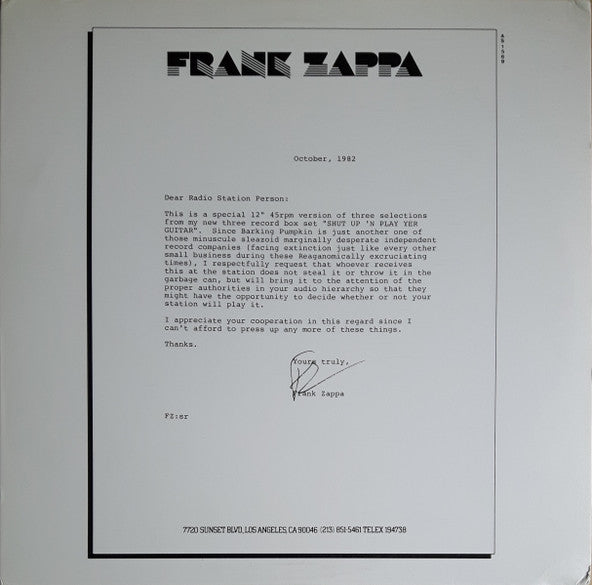 AS 1569
FRANK ZAPPA
October, 1982
Dear Radio Station Person:
This is a special 12" 45rpm version of three selections
from my new three record box set "SHUT UP 'N PLAY YER
GUITAR". Since Barking Pumpkin is just another one of
those minuscule sleazoid marginally desperate independent
record companies (facing extinction just like every other
small business during these Reaganomically excruciating
times), I respectfully request that whoever receives
this at the station does not steal it or throw it in the
garbage can, but will bring it to the attention of the
proper authorities in your audio hierarchy so that they
might have the opportunity to decide whether or not your
station will play it.
I appreciate your cooperation in this regard since I
can't afford to press up any more of these things.
Thanks.
Yours truly,
Frank Zappa
FZ:er
7720 SUNSET BLVD, LOS ANGELES, CA 90046 (213) 851-5461 TELEX 194738